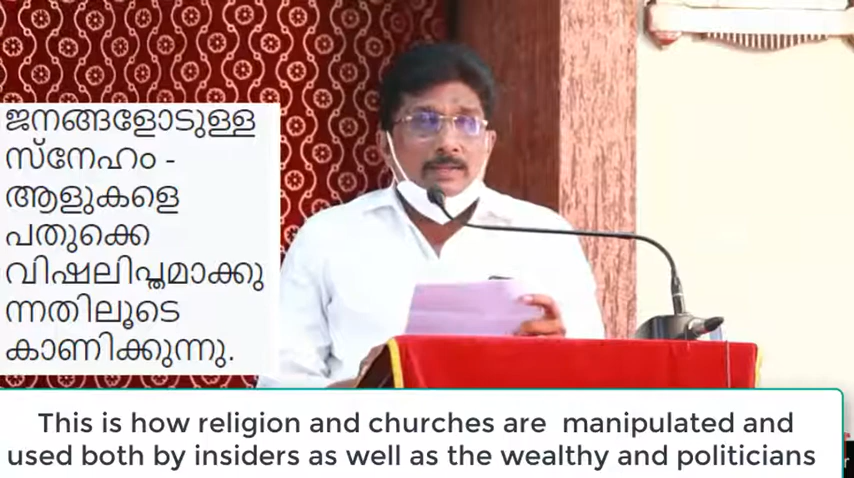 ജനങ്ങളോടുള്ള
സ്നേഹം -
ആളുകളെ
പതുക്കെ
വിഷലിപ്തമാക്കു
ന്നതിലൂടെ
കാണിക്കുന്നു.
This is how religion and churches are manipulated and
used both by insiders as well as the wealthy and politicians